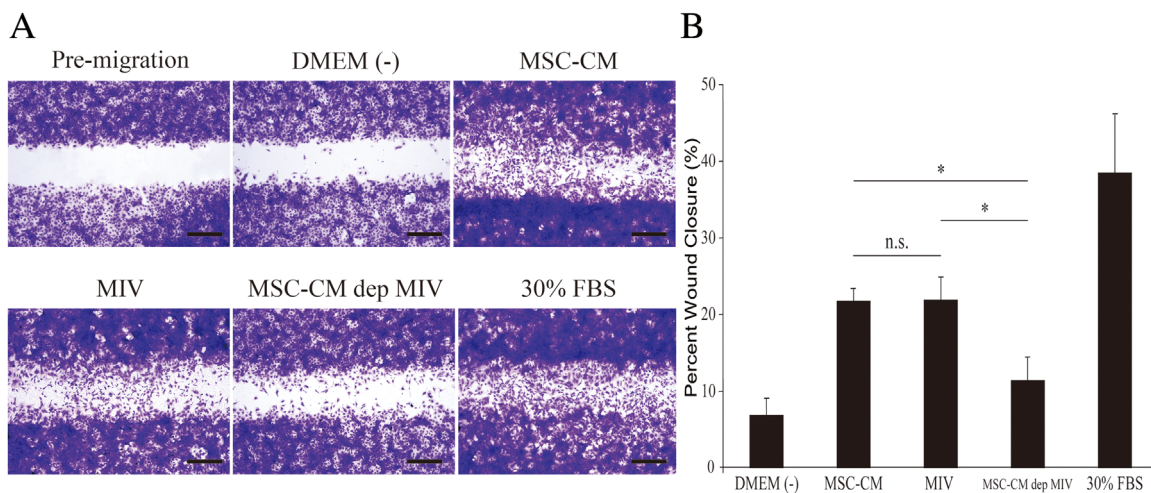 A
Pre-migration
DMEM (-)
MSC-CM
MIV
MSC-CM dep MIV
30% FBS
B
Percent Wound Closure (%)
50
40
30
20
10
0
*
*
n.s.
DMEM (-)
MSC-CM
MIV
MSC-CM dep MIV
30% FBS